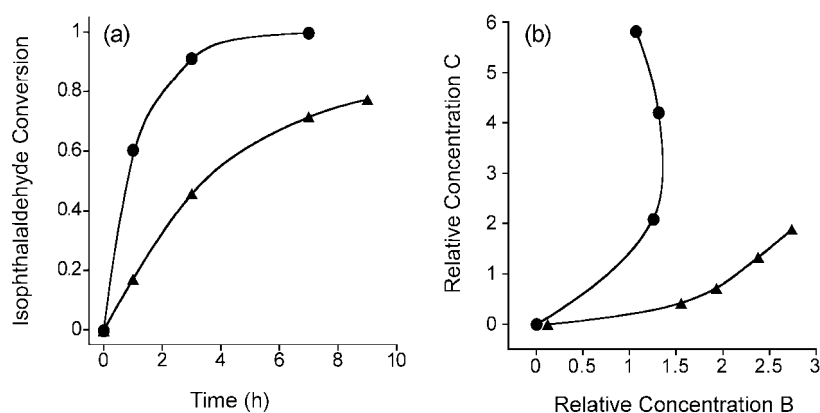 (a)
Isophthalaldehyde Conversion
1
0.8
0.6
0.4
0.2
0
0 2 4 6 8 10
Time (h)
(b)
Relative Concentration C
6
5
4
3
2
1
0
0 0.5 1 1.5 2 2.5 3
Relative Concentration B